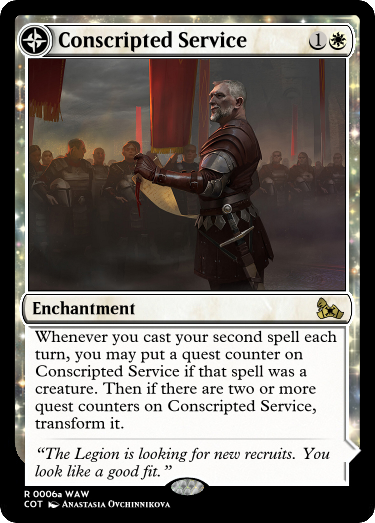 Conscripted Service 1
Enchantment
Whenever you cast your second spell each
turn, you may put a quest counter on
Conscripted Service if that spell was a
creature. Then if there are two or more
quest counters on Conscripted Service,
transform it.
“The Legion is looking for new recruits. You
look like a good fit.”
R 0006a WAW
COT Anastasia Ovchinnikova